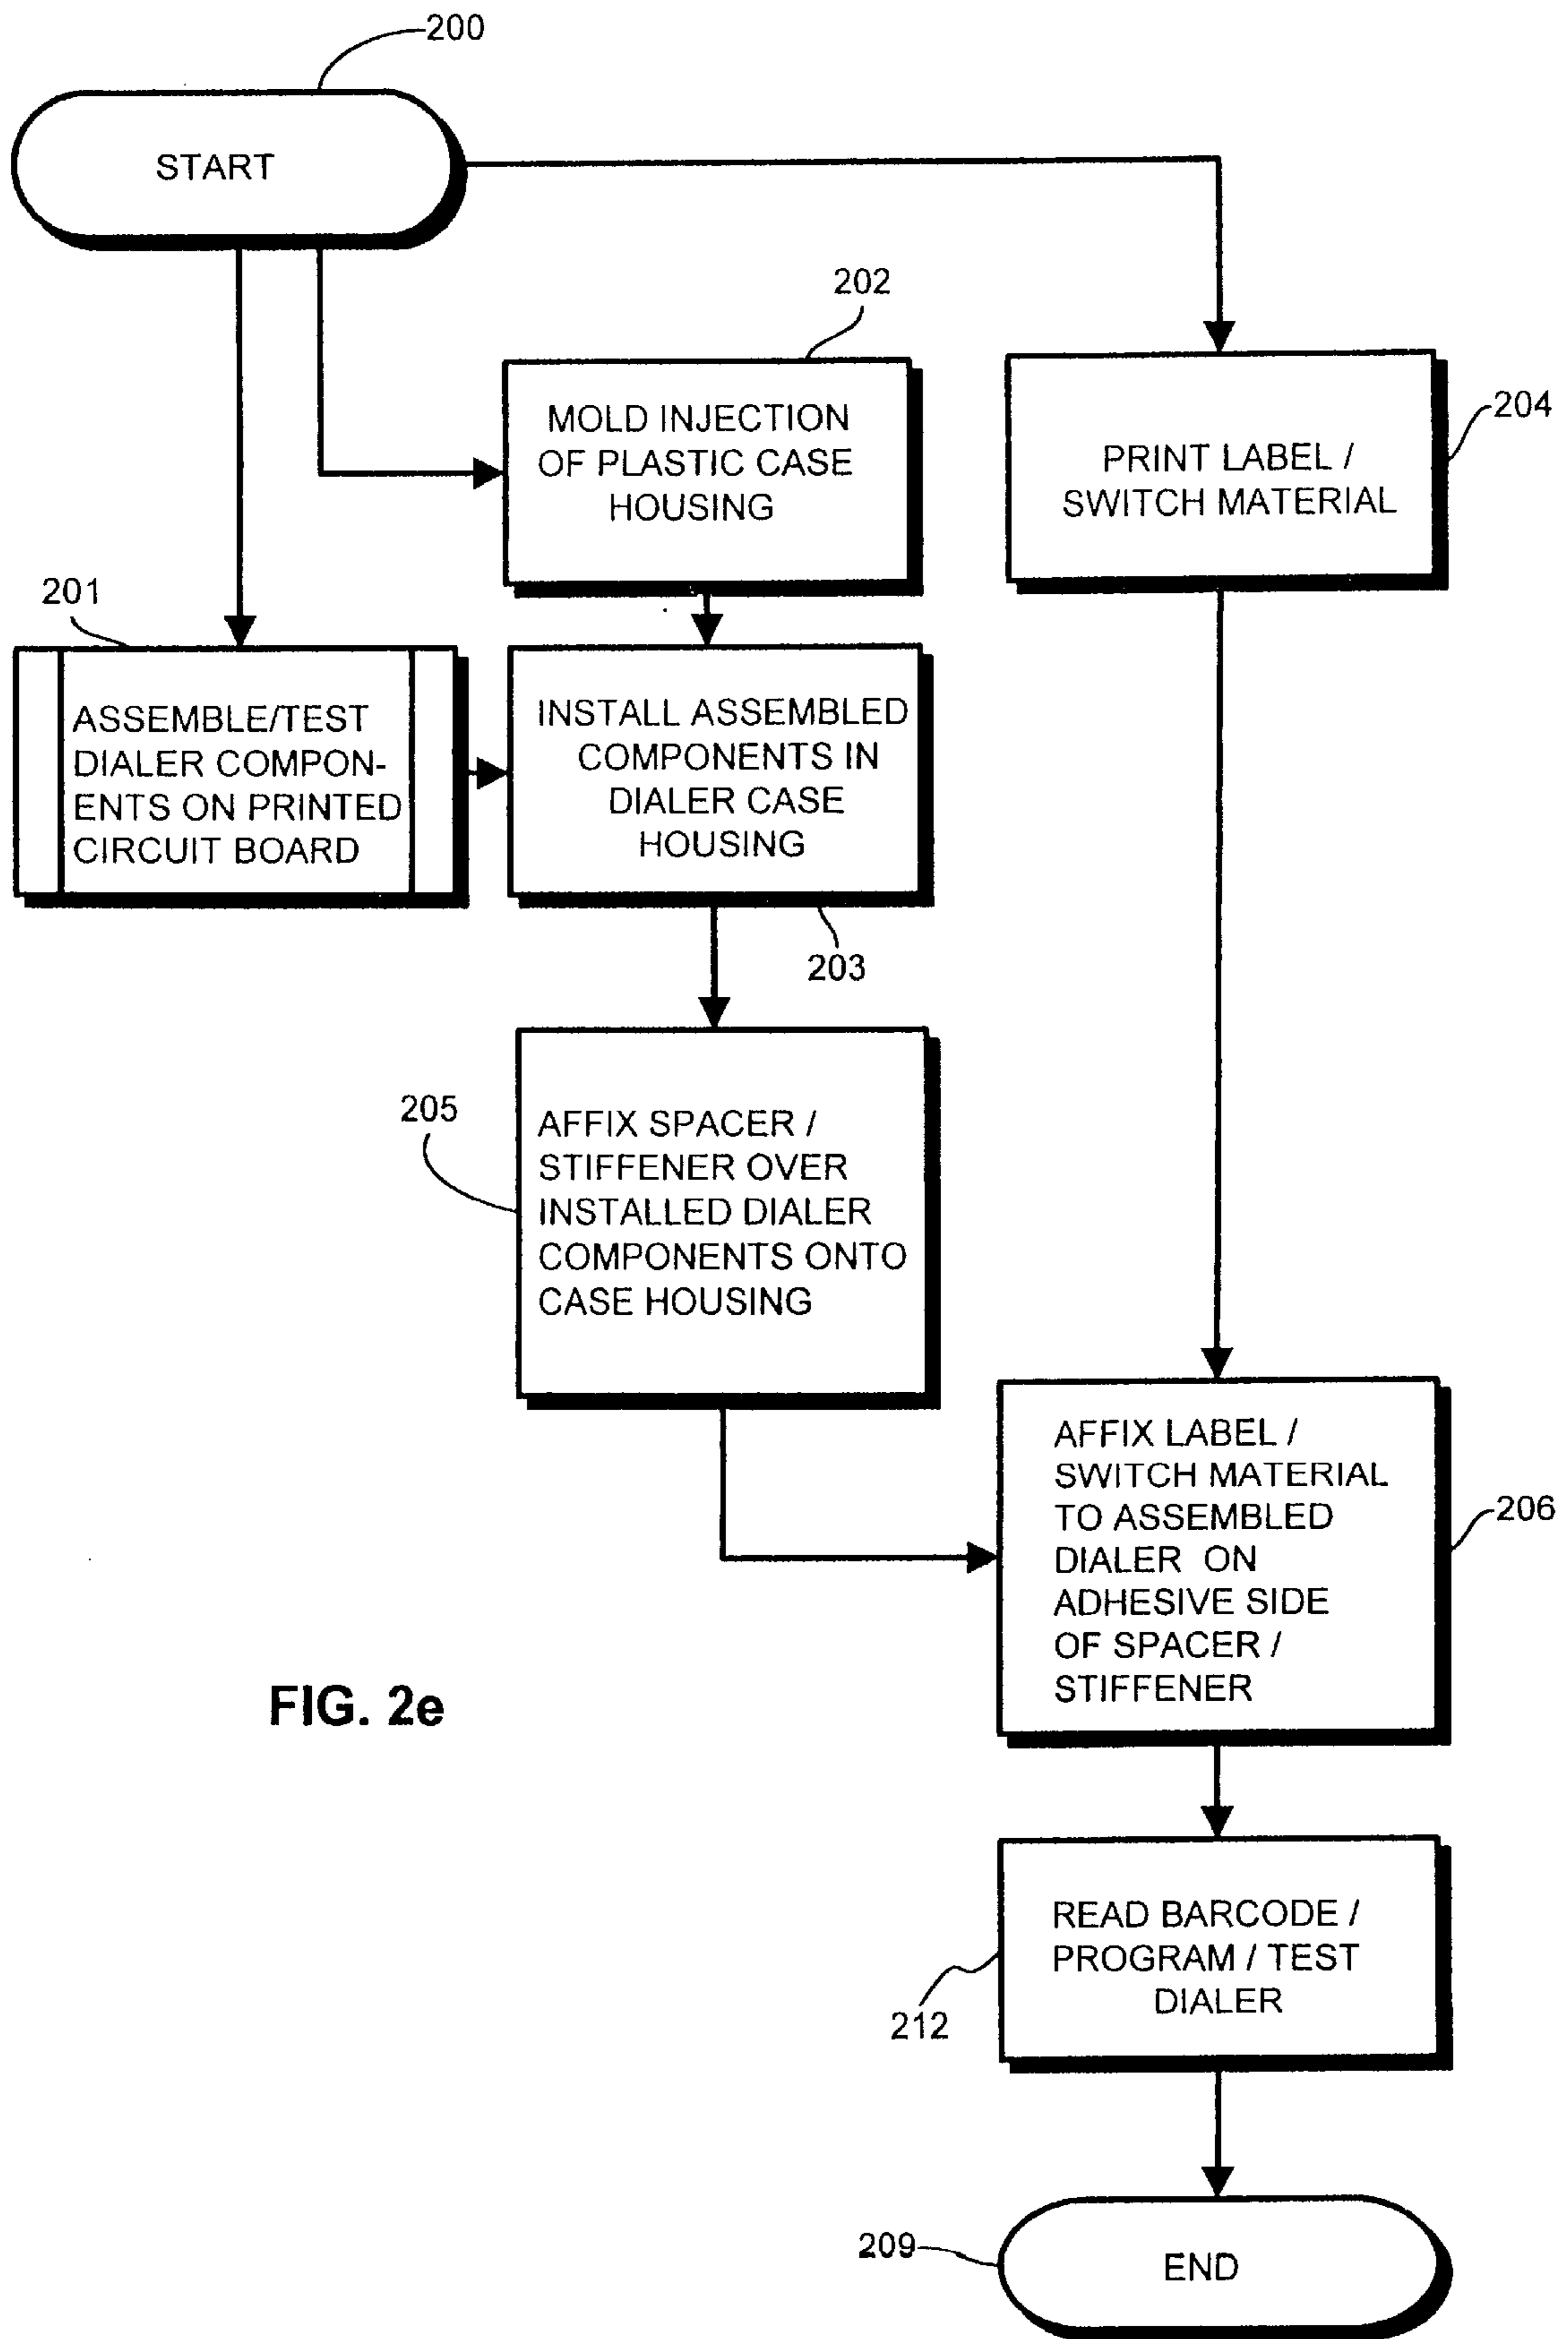 200
START
202
MOLD INJECTION
OF PLASTIC CASE
HOUSING
204
PRINT LABEL /
SWITCH MATERIAL
201
ASSEMBLE/TEST
DIALER COMPON-
ENTS ON PRINTED
CIRCUIT BOARD
INSTALL ASSEMBLED
COMPONENTS IN
DIALER CASE
HOUSING
203
205
AFFIX SPACER /
STIFFENER OVER
INSTALLED DIALER
COMPONENTS ONTO
CASE HOUSING
AFFIX LABEL /
SWITCH MATERIAL
TO ASSEMBLED
DIALER ON
ADHESIVE SIDE
OF SPACER /
STIFFENER
206
FIG. 2e
READ BARCODE /
PROGRAM / TEST
DIALER
212
209
END